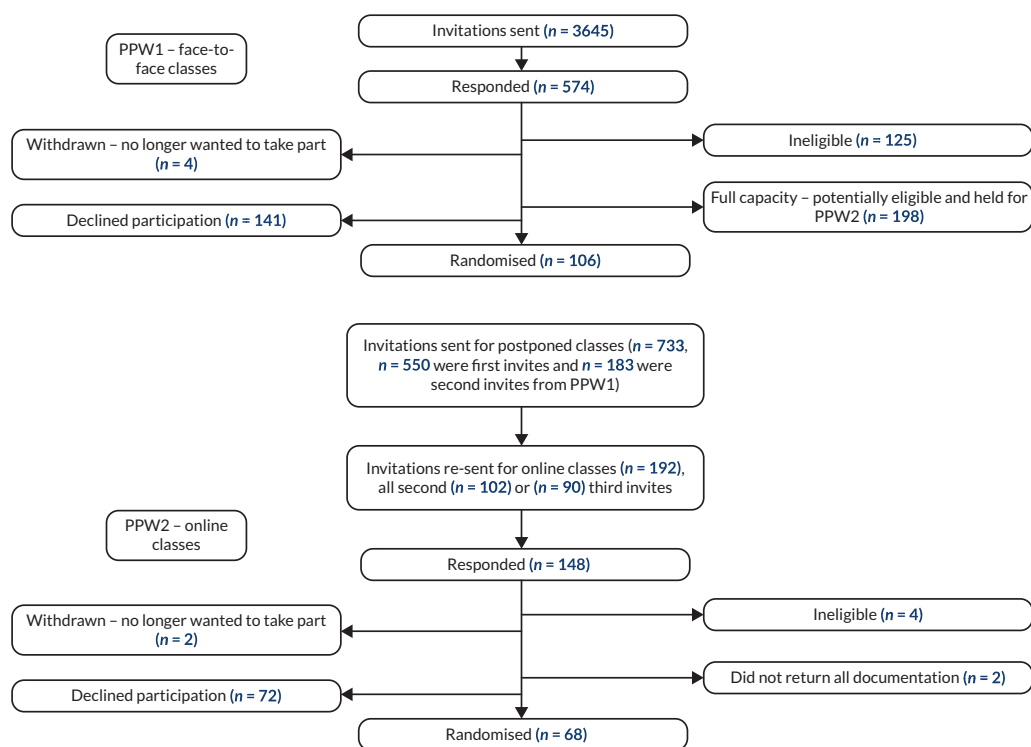 Invitations sent (n = 3645)
PPW1 – face-to-
face classes
Responded (n = 574)
Withdrawn – no longer wanted to take part
(n = 4)
Ineligible (n = 125)
Declined participation (n = 141)
Full capacity – potentially eligible and held for
PPW2 (n = 198)
Randomised (n = 106)
Invitations sent for postponed classes (n = 733,
n = 550 were first invites and n = 183 were
second invites from PPW1)
Invitations re-sent for online classes (n = 192),
all second (n = 102) or (n = 90) third invites
PPW2 – online
classes
Responded (n = 148)
Withdrawn – no longer wanted to take part
(n = 2)
Ineligible (n = 4)
Declined participation (n = 72)
Did not return all documentation (n = 2)
Randomised (n = 68)